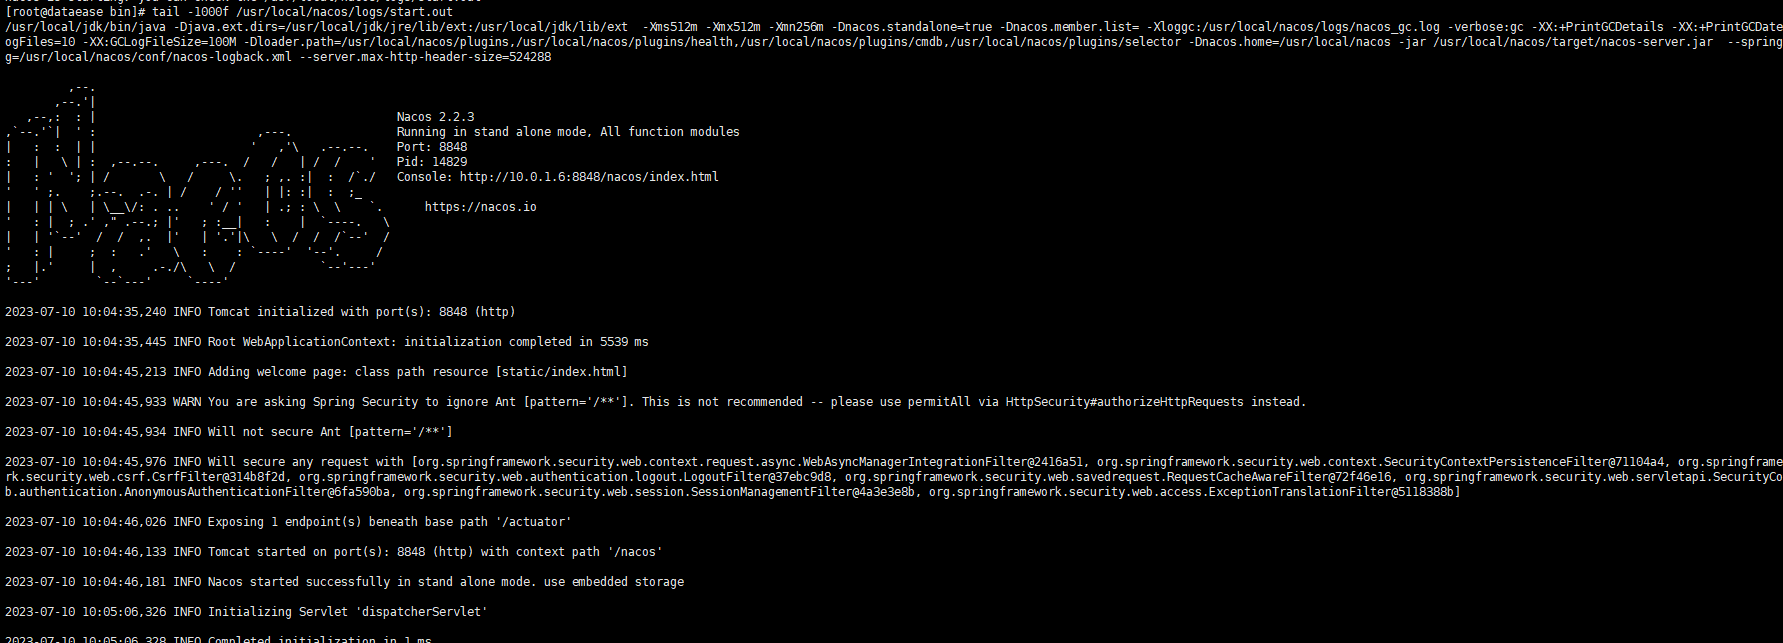 [root@dataease bin]# tail -1000f /usr/local/nacos/logs/start.out
/usr/local/jdk/bin/java -Djava.ext.dirs=/usr/local/jdk/jre/lib/ext:/usr/local/jdk/lib/ext  -Xms512m -Xmx512m -Xmn256m -Dnacos.standalone=true -Dnacos.member.list= -Xloggc:/usr/local/nacos/logs/nacos_gc.log -verbose:gc -XX:+PrintGCDetails -XX:+PrintGCDate
ogFiles=10 -XX:GCLogFileSize=100M -Dloader.path=/usr/local/nacos/plugins,/usr/local/nacos/plugins/health,/usr/local/nacos/plugins/cmdb,/usr/local/nacos/plugins/selector -Dnacos.home=/usr/local/nacos -jar /usr/local/nacos/target/nacos-server.jar  --spring
g=/usr/local/nacos/conf/nacos-logback.xml --server.max-http-header-size=524288
Nacos 2.2.3
Running in stand alone mode, All function modules
Port: 8848
Pid: 14829
Console: http://10.0.1.6:8848/nacos/index.html
https://nacos.io
2023-07-10 10:04:35,240 INFO Tomcat initialized with port(s): 8848 (http)
2023-07-10 10:04:35,445 INFO Root WebApplicationContext: initialization completed in 5539 ms
2023-07-10 10:04:45,213 INFO Adding welcome page: class path resource [static/index.html]
2023-07-10 10:04:45,933 WARN You are asking Spring Security to ignore Ant [pattern='/**']. This is not recommended -- please use permitAll via HttpSecurity#authorizeHttpRequests instead.
2023-07-10 10:04:45,934 INFO Will not secure Ant [pattern='/**']
2023-07-10 10:04:45,976 INFO Will secure any request with [org.springframework.security.web.context.request.async.WebAsyncManagerIntegrationFilter@2416a51, org.springframework.security.web.context.SecurityContextPersistenceFilter@71104a4, org.springframe
rk.security.web.csrf.CsrfFilter@314b8f2d, org.springframework.security.web.authentication.logout.LogoutFilter@37ebc9d8, org.springframework.security.web.savedrequest.RequestCacheAwareFilter@72f46e16, org.springframework.security.web.servletapi.SecurityCo
b.authentication.AnonymousAuthenticationFilter@6fa590ba, org.springframework.security.web.session.SessionManagementFilter@4a3e3e8b, org.springframework.security.web.access.ExceptionTranslationFilter@5118388b]
2023-07-10 10:04:46,026 INFO Exposing 1 endpoint(s) beneath base path '/actuator'
2023-07-10 10:04:46,133 INFO Tomcat started on port(s): 8848 (http) with context path '/nacos'
2023-07-10 10:04:46,181 INFO Nacos started successfully in stand alone mode. use embedded storage
2023-07-10 10:05:06,326 INFO Initializing Servlet 'dispatcherServlet'
2023-07-10 10:05:06,328 INFO Completed initialization in 1 ms